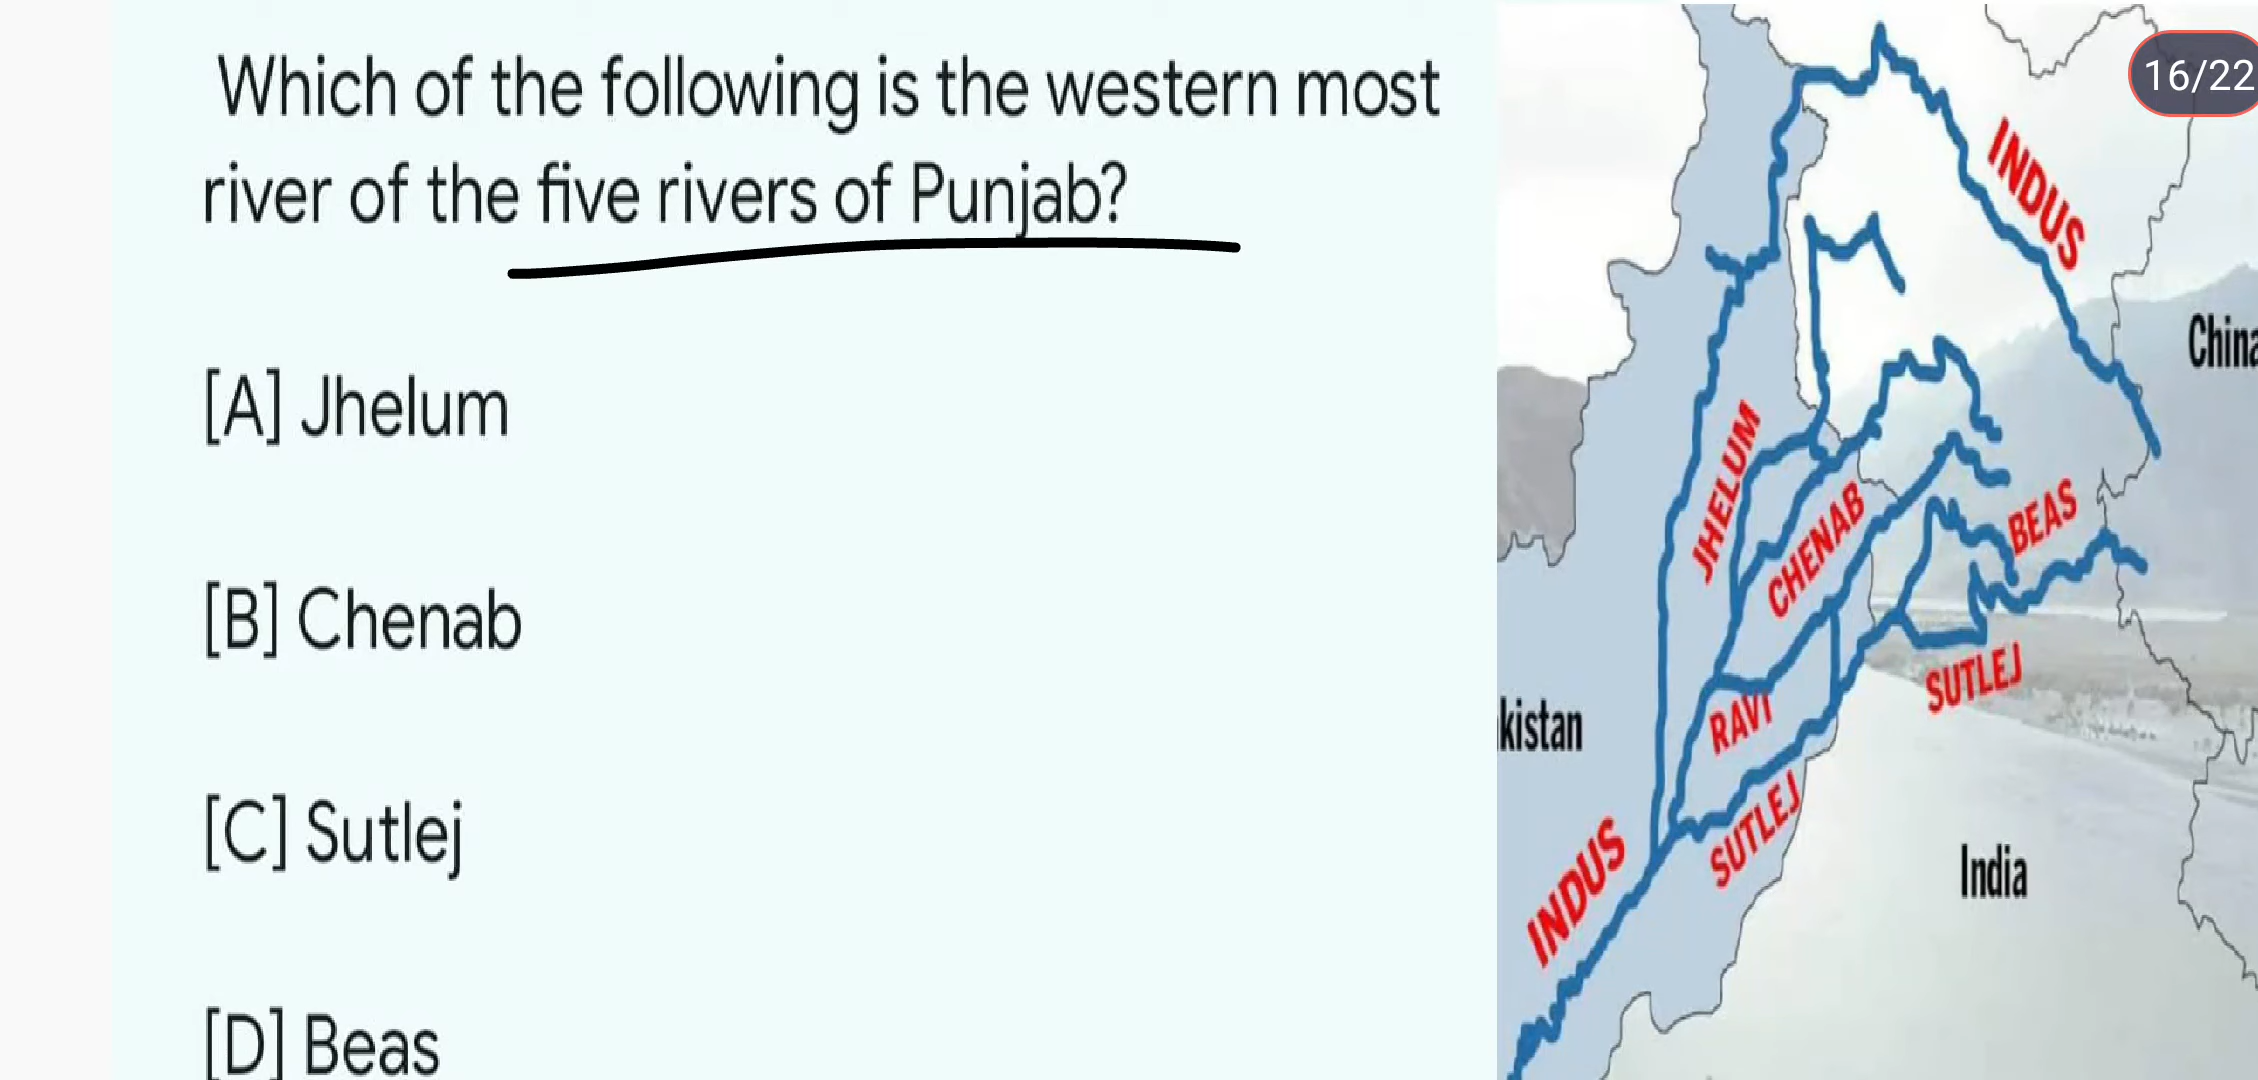 Which of the following is the western most
river of the five rivers of Punjab?
[A] Jhelum
[B] Chenab
[C] Sutlej
[D] Beas
16/22
INDUS
China
JHELUM
CHENAB
BEAS
SUTLEJ
RAVI
kistan
SUTLEJ
INDUS
India